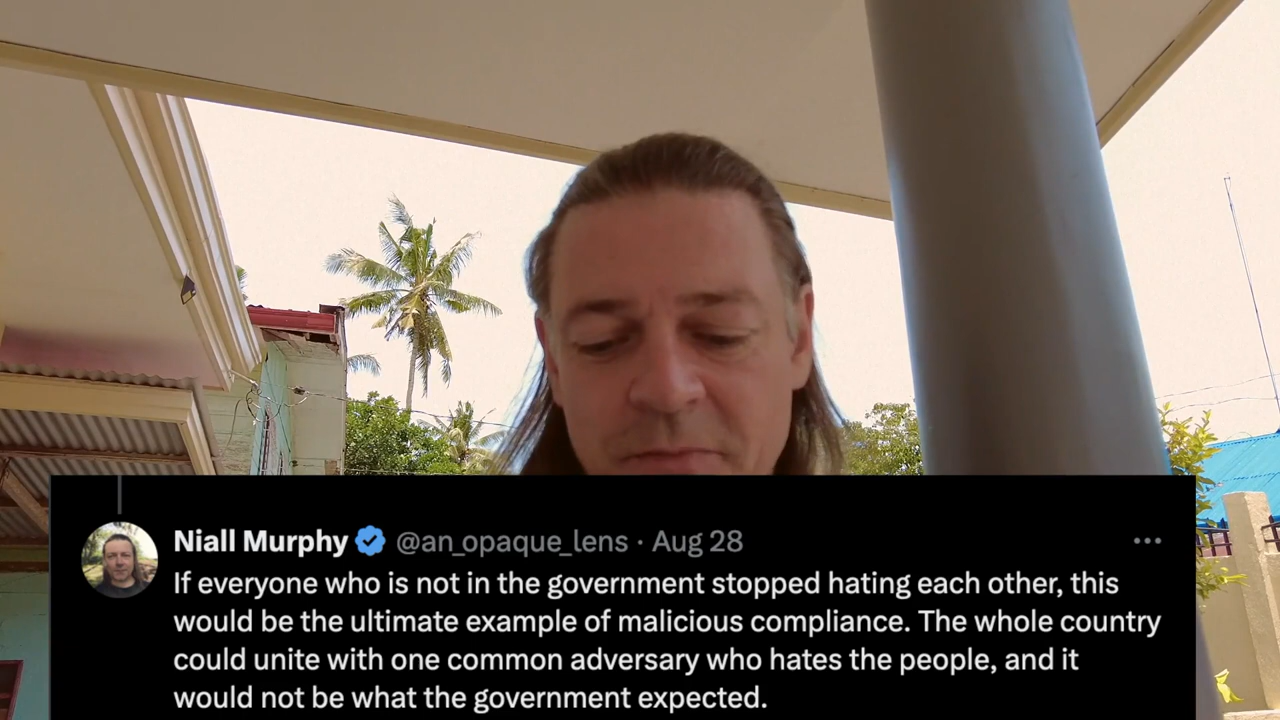 Niall Murphy @an_opaque_lens · Aug 28
If everyone who is not in the government stopped hating each other, this
would be the ultimate example of malicious compliance. The whole country
could unite with one common adversary who hates the people, and it
would not be what the government expected.